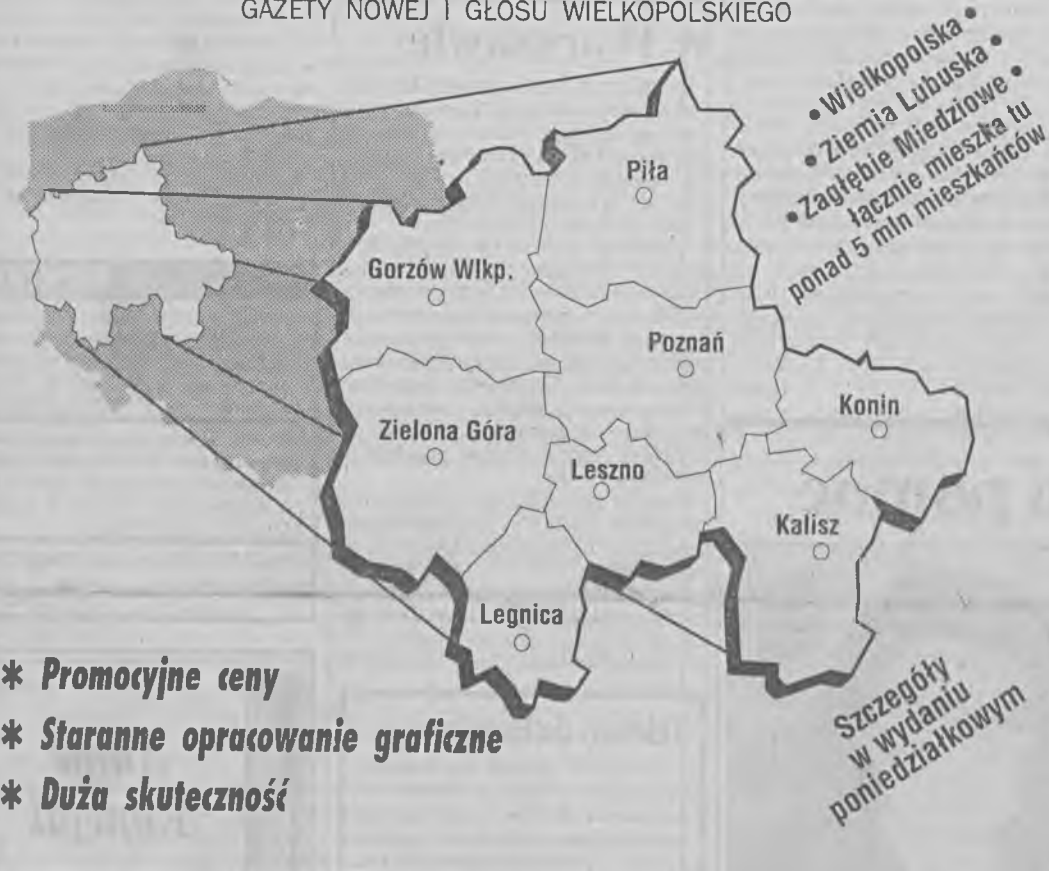 GAZETY NOWEJ I GŁOSU WIELKOPOLSKIEGO
• Wielkopolska •
• Ziemia Lubuska •
• Zagłębie Miedziowe •
łącznie mieszka tu
ponad 5 mln mieszkańców
Piła
Gorzów Wlkp.
Poznań
Konin
Zielona Góra
Leszno
Kalisz
Legnica
* Promocyjne ceny
* Staranne opracowanie graficzne
* Duża skuteczność
Szczegóły
w wydaniu
poniedziałkowym